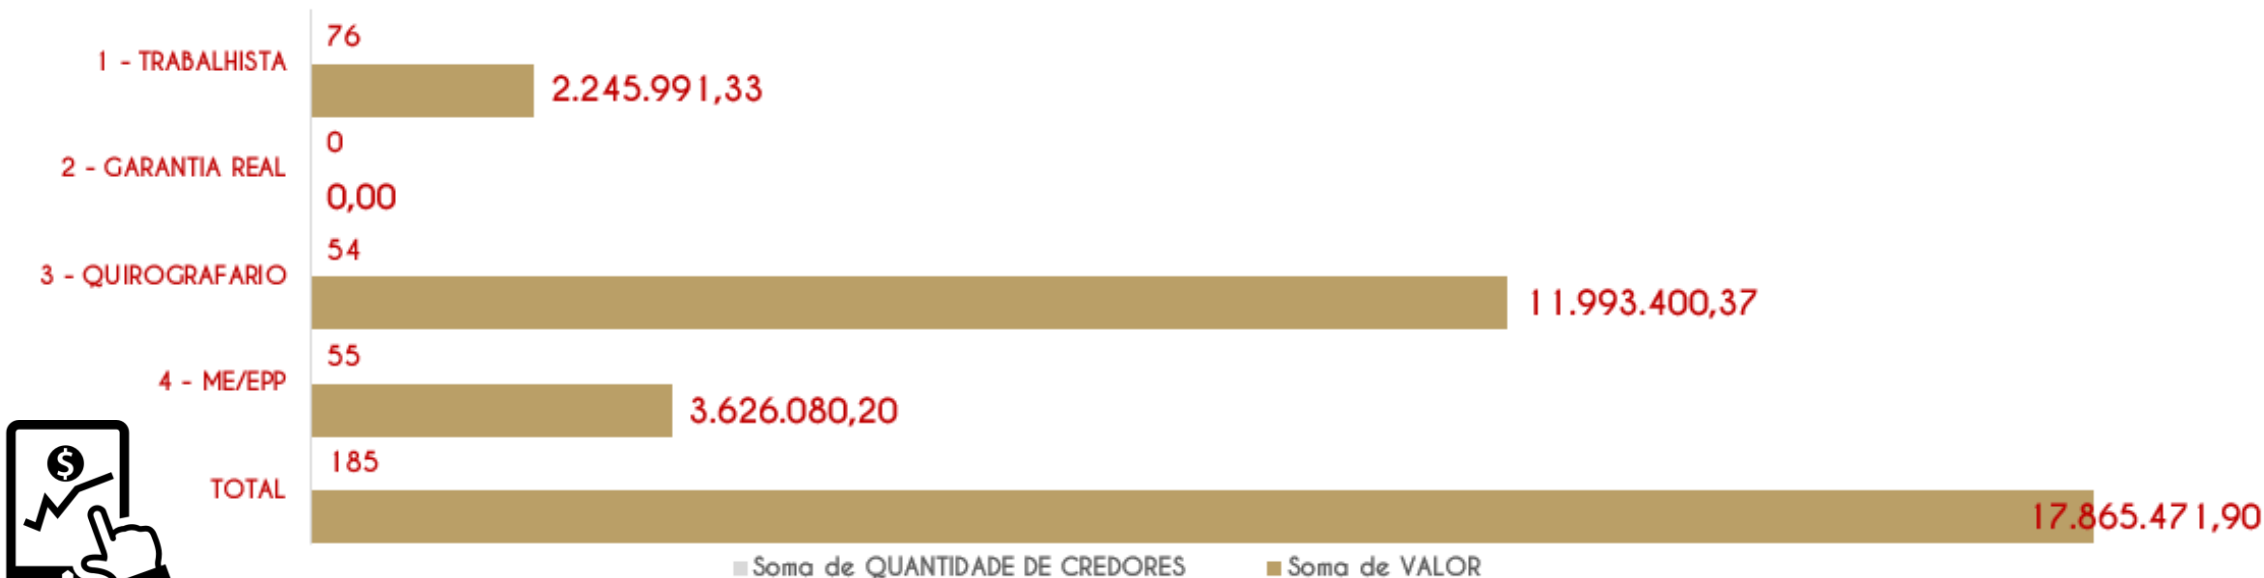 76
1 - TRABALHISTA
2.245.991,33
0
2 - GARANTIA REAL
0,00
54
3 - QUIROGRAFARIO
11.993.400,37
55
4 - ME/EPP
3.626.080,20
185
TOTAL
17.865.471,90
$
Soma de QUANTIDADE DE CREDORES
Soma de VALOR